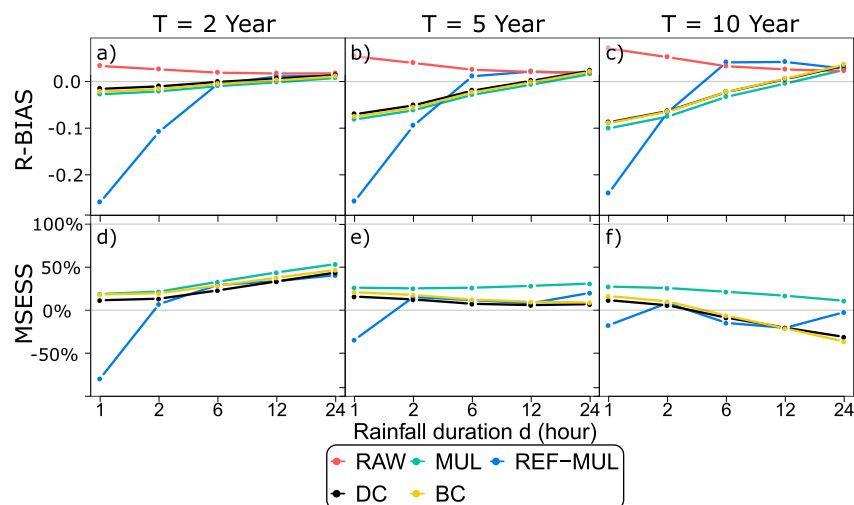 T = 2 Year T = 5 Year T = 10 Year
a) b) c)
0.0
-0.1
-0.2
R-BIAS
d) e) f)
100%
50%
0%
-50%
MSESS
1 2 6 12 24 1 2 6 12 24 1 2 6 12 24
Rainfall duration d (hour)
RAW MUL REF−MUL
DC BC